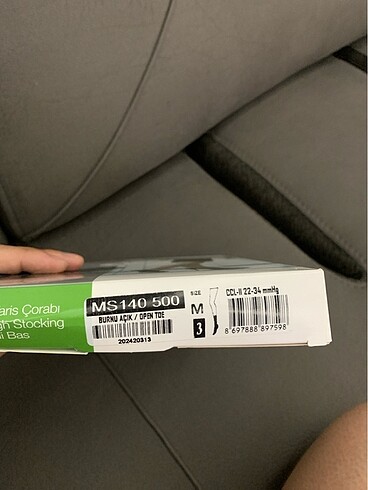 aris Çorabı
gh Stocking
i Bas
MS140 500
BURNU AÇIK / OPEN TOE
202420313
SIZE
M
3
CCL-II 22-34 mmHg
8 697888 897598